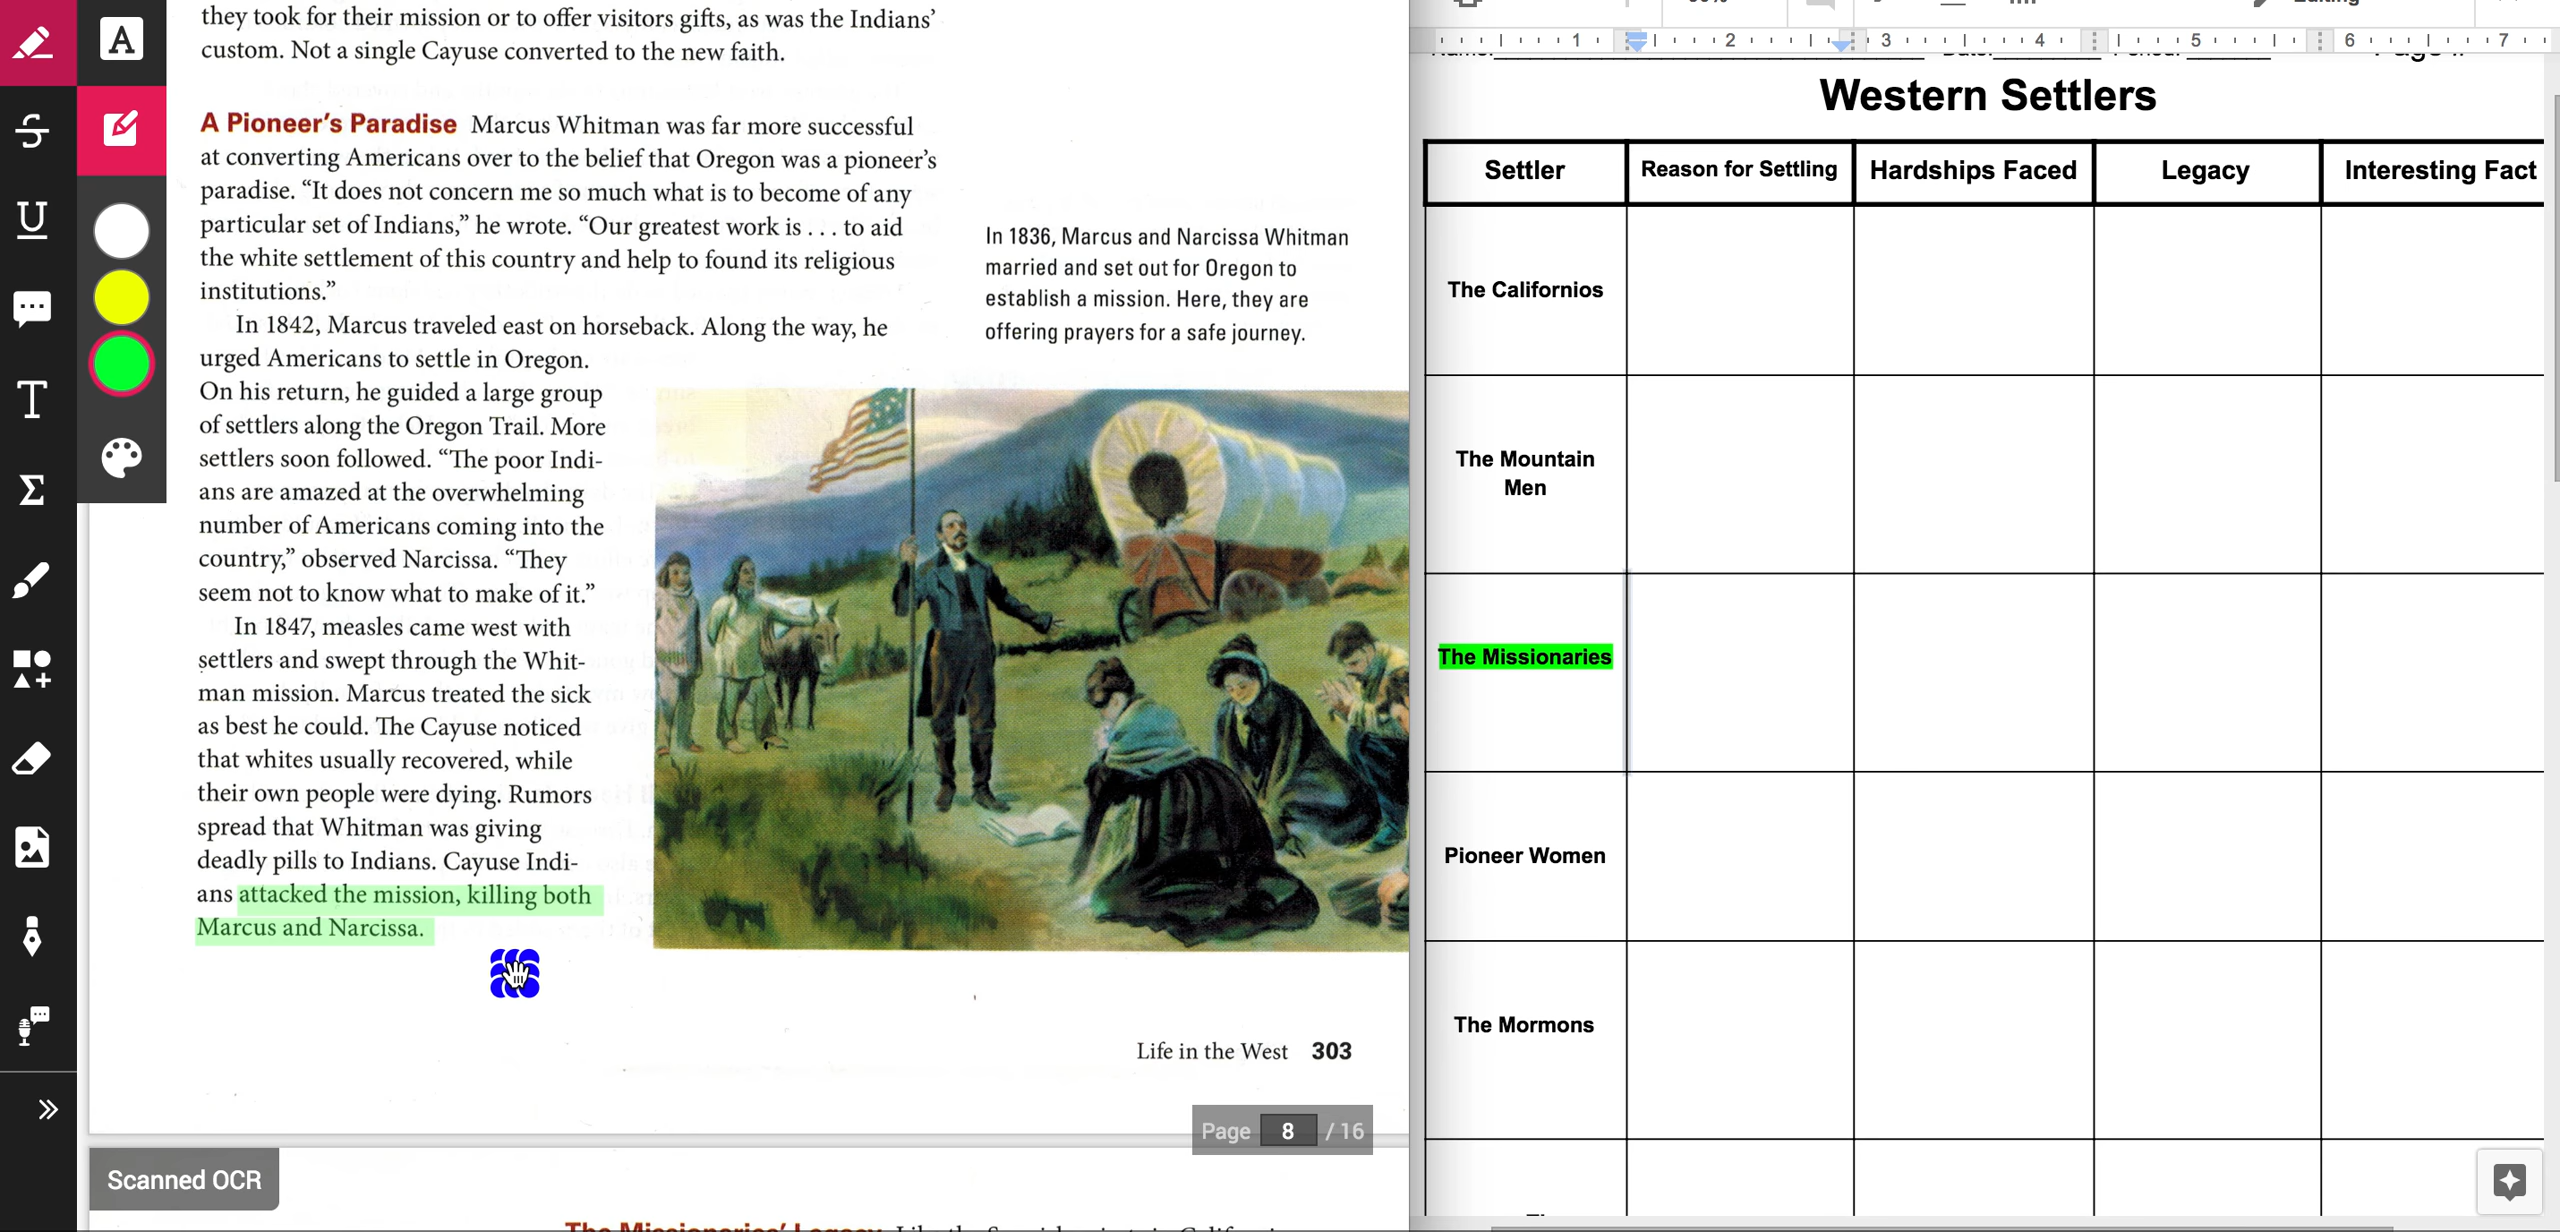 they took for their mission or to offer visitors gifts, as was the Indians’
custom. Not a single Cayuse converted to the new faith.
A Pioneer’s Paradise Marcus Whitman was far more successful
at converting Americans over to the belief that Oregon was a pioneer’s
paradise. “It does not concern me so much what is to become of any
particular set of Indians,” he wrote. “Our greatest work is . . . to aid
the white settlement of this country and help to found its religious
institutions.”
In 1842, Marcus traveled east on horseback. Along the way, he
urged Americans to settle in Oregon.
On his return, he guided a large group
of settlers along the Oregon Trail. More
settlers soon followed. “The poor Indi-
ans are amazed at the overwhelming
number of Americans coming into the
country,” observed Narcissa. “They
seem not to know what to make of it.”
In 1847, measles came west with
settlers and swept through the Whit-
man mission. Marcus treated the sick
as best he could. The Cayuse noticed
that whites usually recovered, while
their own people were dying. Rumors
spread that Whitman was giving
deadly pills to Indians. Cayuse Indi-
ans attacked the mission, killing both
Marcus and Narcissa.
In 1836, Marcus and Narcissa Whitman
married and set out for Oregon to
establish a mission. Here, they are
offering prayers for a safe journey.
Life in the West 303
Page 8 / 16
Scanned OCR
The Missionaries’ Legacy
1 2 3 4 5 6 7
Western Settlers
Settler Reason for Settling Hardships Faced Legacy Interesting Fact
The Californios
The Mountain
Men
The Missionaries
Pioneer Women
The Mormons